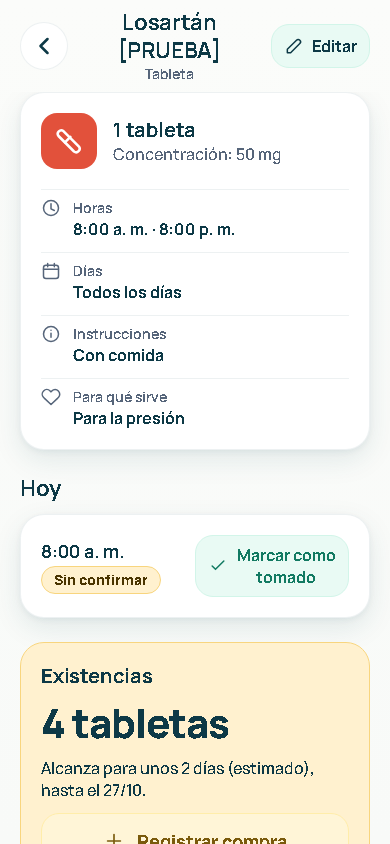 Losartán
[PRUEBA]
Tableta
Editar
1 tableta
Concentración: 50 mg
Horas
8:00 a. m. · 8:00 p. m.
Días
Todos los días
Instrucciones
Con comida
Para qué sirve
Para la presión
Hoy
8:00 a. m.
Sin confirmar
Marcar como
tomado
Existencias
4 tabletas
Alcanza para unos 2 días (estimado),
hasta el 27/10.
Registrar compra